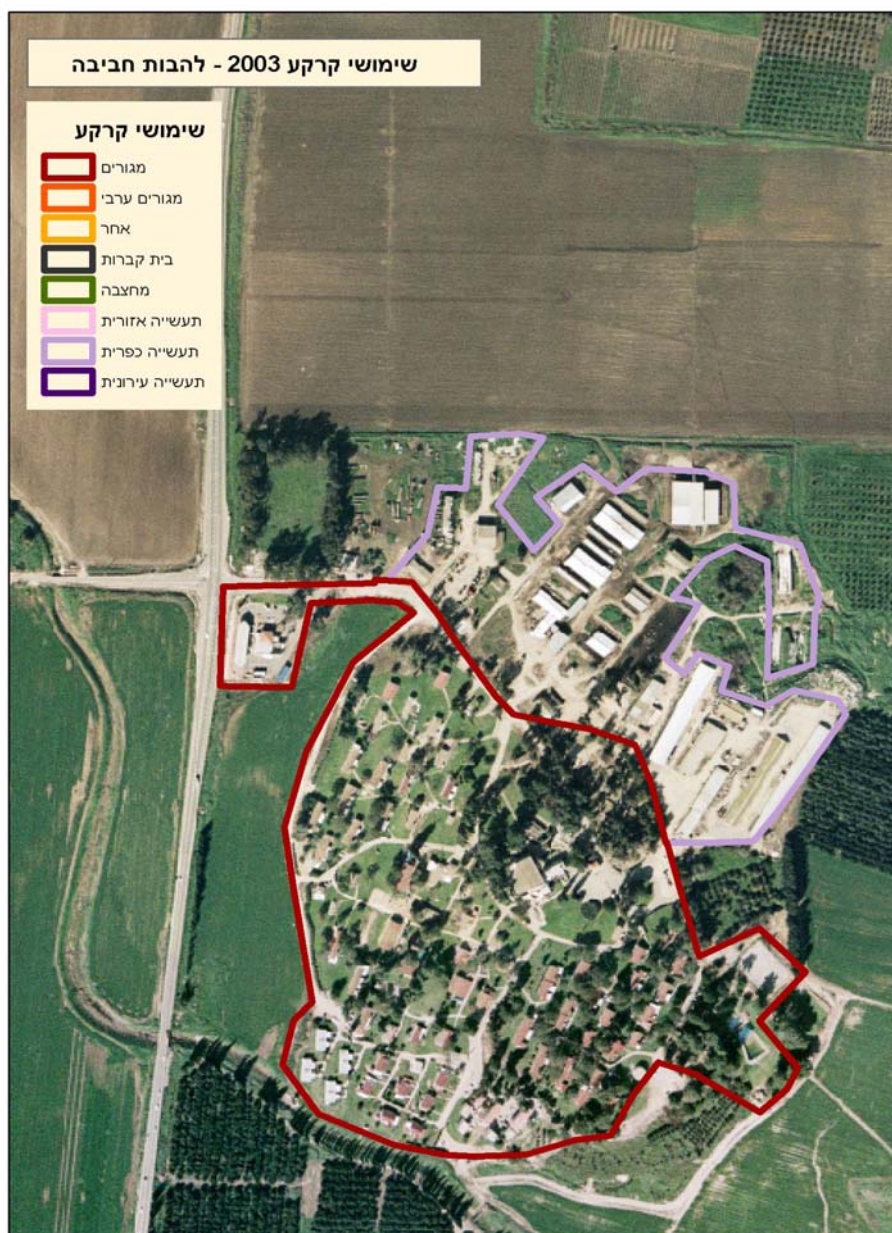 שימושי קרקע 2003 - להבות חביבה
שימושי קרקע
מגורים
מגורים ערבי
אחר
בית קברות
מחצבה
תעשייה אזורית
תעשייה כפרית
תעשייה עירונית